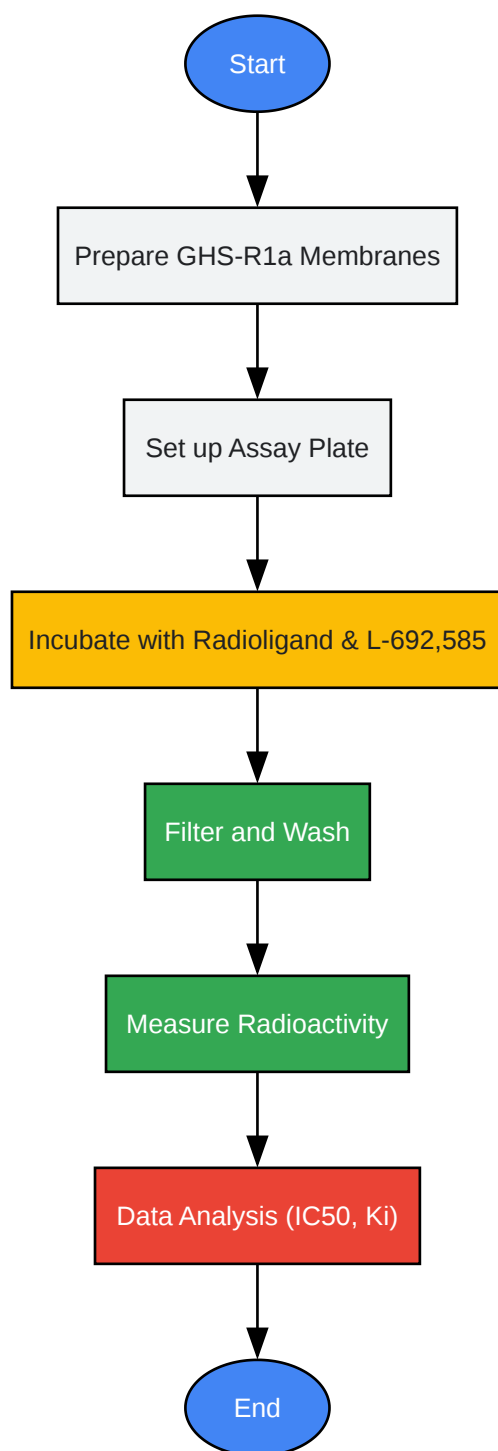 Start
Prepare GHS-R1a Membranes
Set up Assay Plate
Incubate with Radioligand & L-692,585
Filter and Wash
Measure Radioactivity
Data Analysis (IC50, Ki)
End